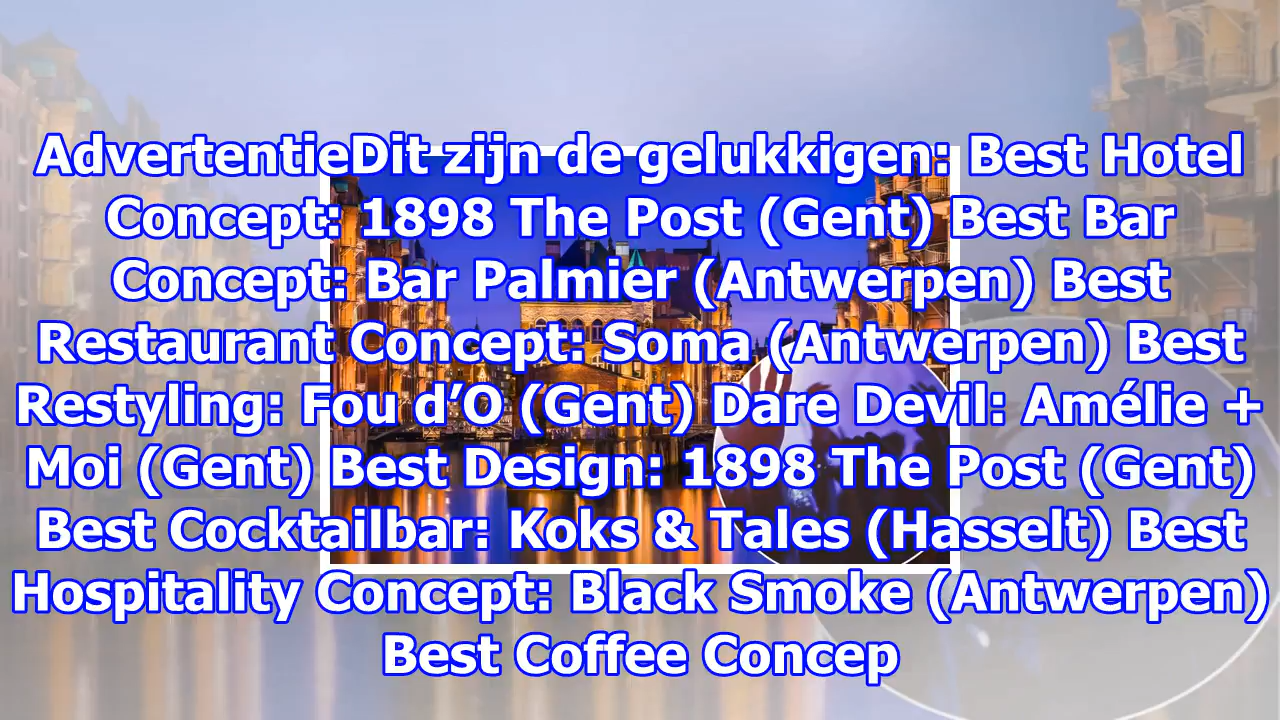 AdvertentieDit zijn de gelukkigen: Best Hotel
Concept: 1898 The Post (Gent) Best Bar
Concept: Bar Palmier (Antwerpen) Best
Restaurant Concept: Soma (Antwerpen) Best
Restyling: Fou d’O (Gent) Dare Devil: Amélie +
Moi (Gent) Best Design: 1898 The Post (Gent)
Best Cocktailbar: Koks & Tales (Hasselt) Best
Hospitality Concept: Black Smoke (Antwerpen)
Best Coffee Concep